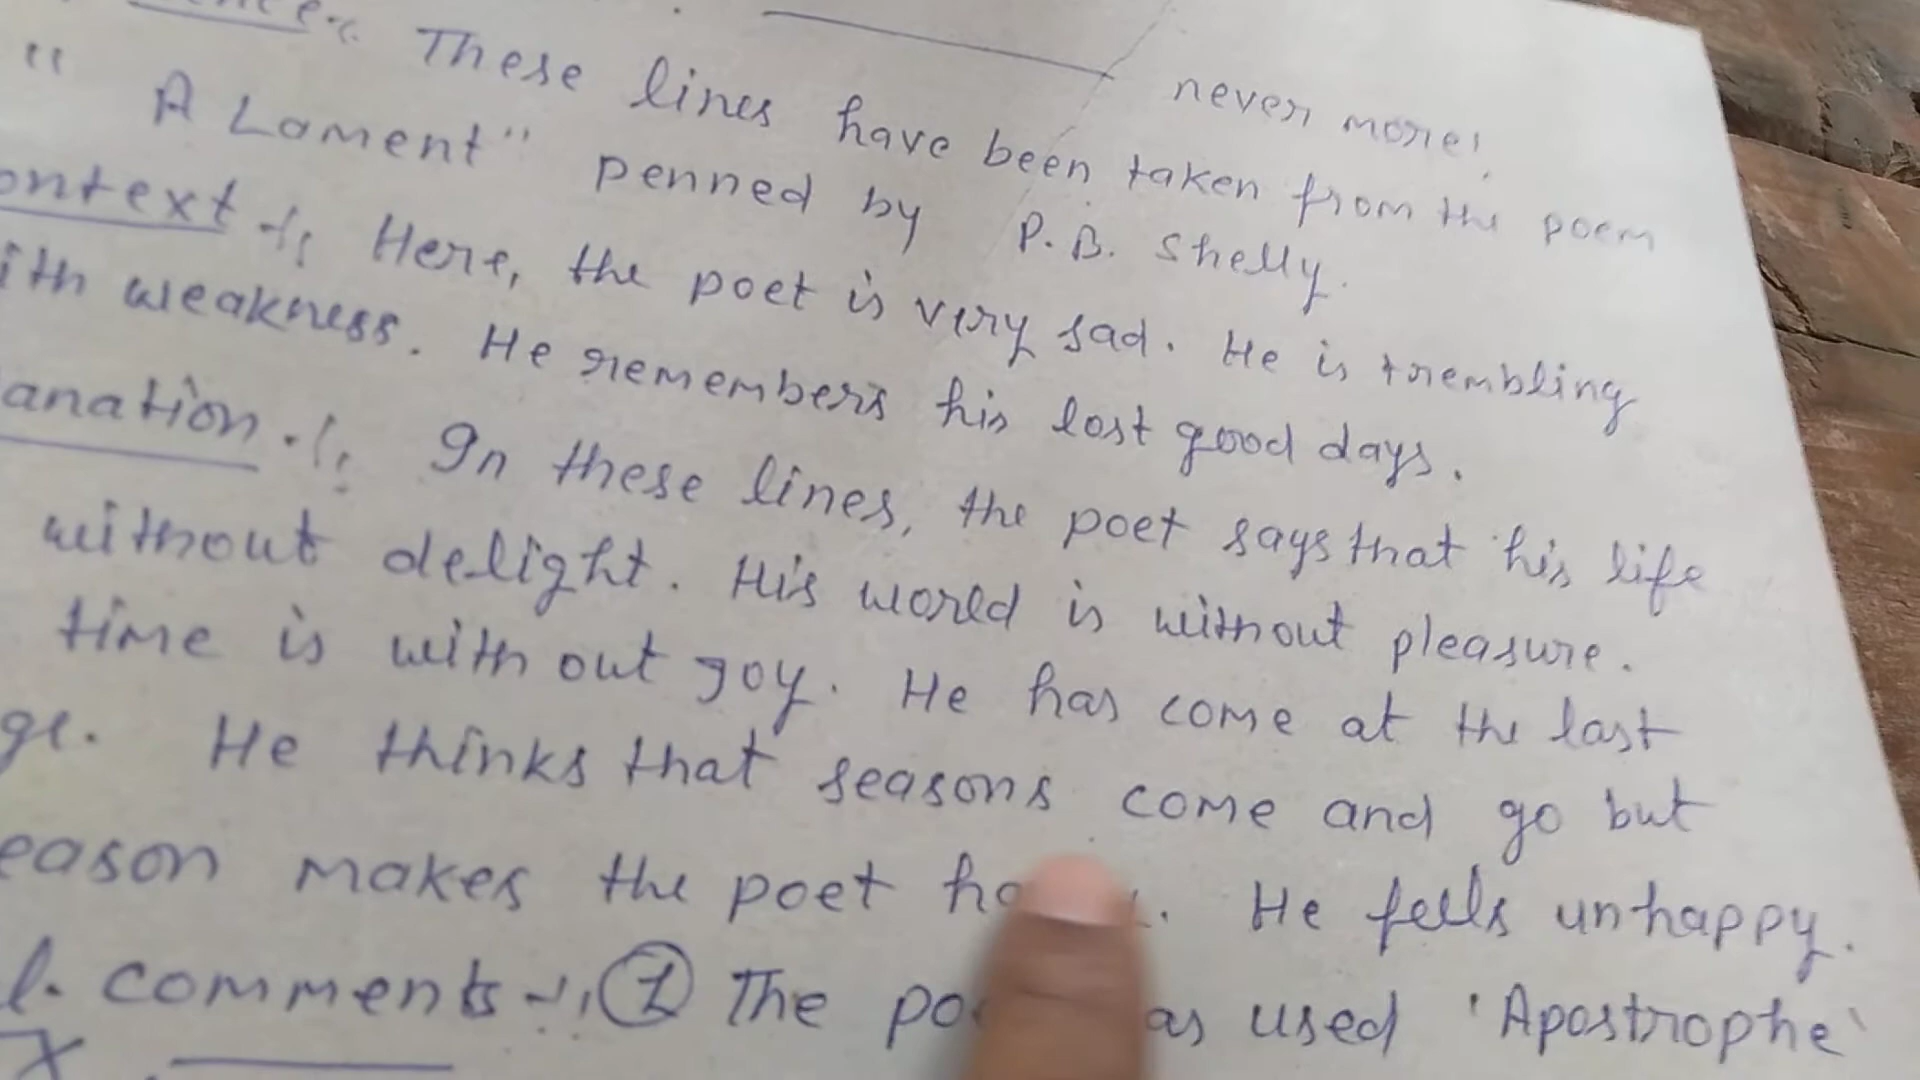 never more!
These lines have been taken from the poem
" A Lament" penned by P.B. Shelly.
ontext :- Here, the poet is very sad. He is trembling
ith weakness. He remembers his lost good days.
anation :- In these lines, the poet says that his life
without delight. His world is without pleasure.
time is without joy. He has come at the last
ge. He thinks that seasons come and go but
eason makes the poet He fells unhappy.
l. comments :- ① The as used 'Apostrophe'